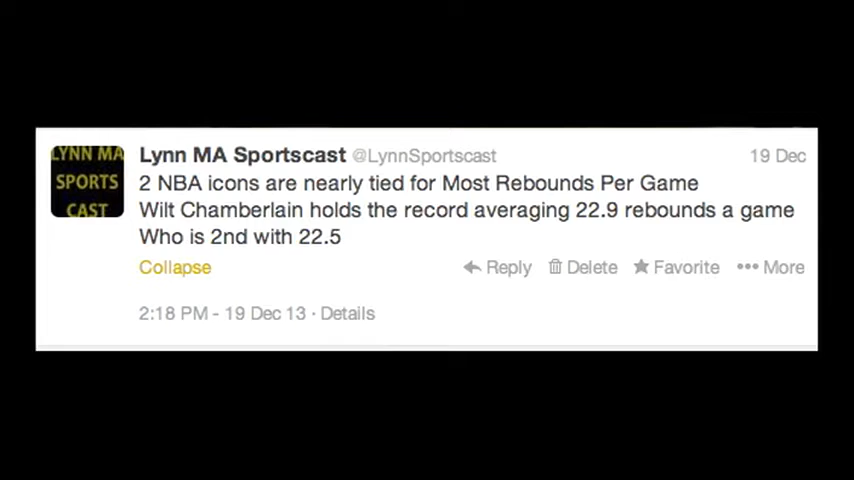 LYNN MA
SPORTS
CAST
Lynn MA Sportscast @LynnSportscast 19 Dec
2 NBA icons are nearly tied for Most Rebounds Per Game
Wilt Chamberlain holds the record averaging 22.9 rebounds a game
Who is 2nd with 22.5
Collapse Reply Delete Favorite More
2:18 PM - 19 Dec 13 · Details